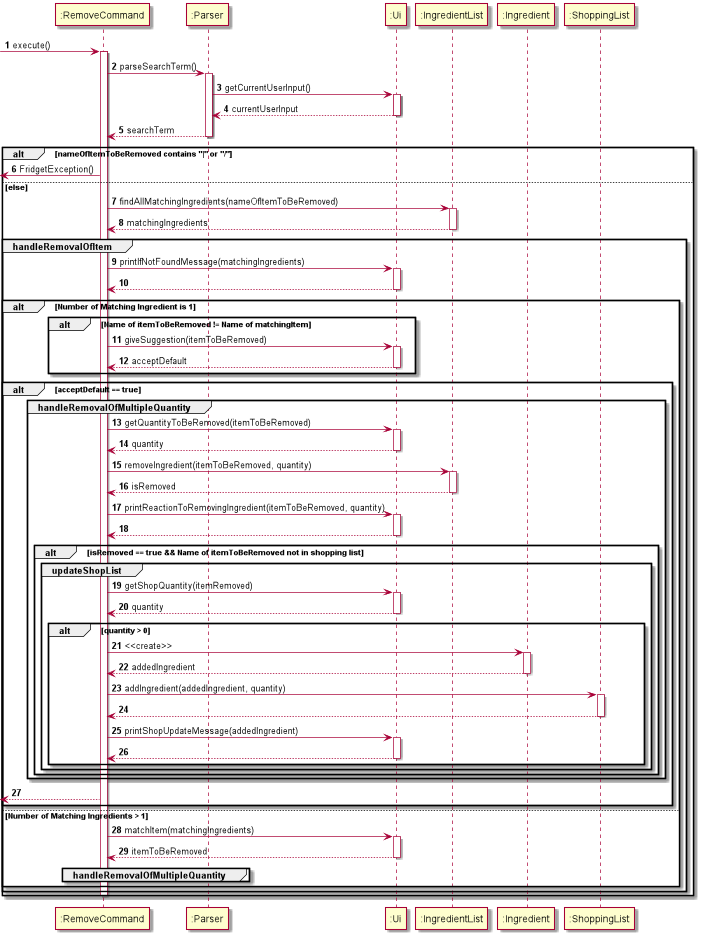 :RemoveCommand :Parser :Ui :IngredientList :Ingredient :ShoppingList
1 execute()
2 parseSearchTerm()
3 getCurrentUserInput()
4 currentUserInput
5 searchTerm
alt [nameOfItemToBeRemoved contains "|" or "/"]
6 FridgetException()
[else]
7 findAllMatchingIngredients(nameOfItemToBeRemoved)
8 matchingIngredients
handleRemovalOfItem
9 printIfNotFoundMessage(matchingIngredients)
10
alt [Number of Matching Ingredient is 1]
alt [Name of itemToBeRemoved != Name of matchingItem]
11 giveSuggestion(itemToBeRemoved)
12 acceptDefault
alt [acceptDefault == true]
handleRemovalOfMultipleQuantity
13 getQuantityToBeRemoved(itemToBeRemoved)
14 quantity
15 removeIngredient(itemToBeRemoved, quantity)
16 isRemoved
17 printReactionToRemovingIngredient(itemToBeRemoved, quantity)
18
alt [isRemoved == true && Name of itemToBeRemoved not in shopping list]
updateShopList
19 getShopQuantity(itemRemoved)
20 quantity
alt [quantity > 0]
21 <<create>>
22 addedIngredient
23 addIngredient(addedIngredient, quantity)
24
25 printShopUpdateMessage(addedIngredient)
26
27
[Number of Matching Ingredients > 1]
28 matchItem(matchingIngredients)
29 itemToBeRemoved
handleRemovalOfMultipleQuantity
:RemoveCommand :Parser :Ui :IngredientList :Ingredient :ShoppingList